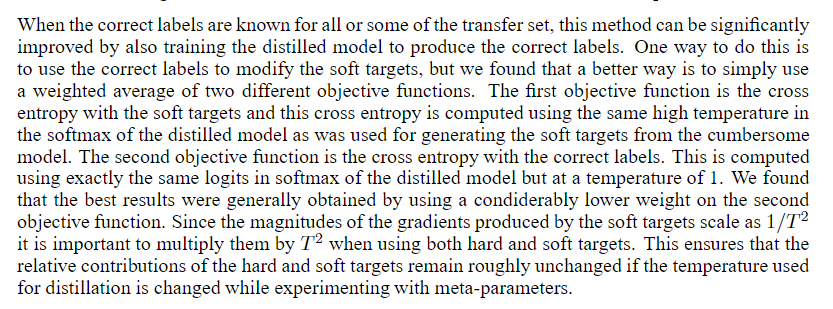 When the correct labels are known for all or some of the transfer set, this method can be significantly
improved by also training the distilled model to produce the correct labels. One way to do this is
to use the correct labels to modify the soft targets, but we found that a better way is to simply use
a weighted average of two different objective functions. The first objective function is the cross
entropy with the soft targets and this cross entropy is computed using the same high temperature in
the softmax of the distilled model as was used for generating the soft targets from the cumbersome
model. The second objective function is the cross entropy with the correct labels. This is computed
using exactly the same logits in softmax of the distilled model but at a temperature of 1. We found
that the best results were generally obtained by using a condiderably lower weight on the second
objective function. Since the magnitudes of the gradients produced by the soft targets scale as 1/T²
it is important to multiply them by T² when using both hard and soft targets. This ensures that the
relative contributions of the hard and soft targets remain roughly unchanged if the temperature used
for distillation is changed while experimenting with meta-parameters.